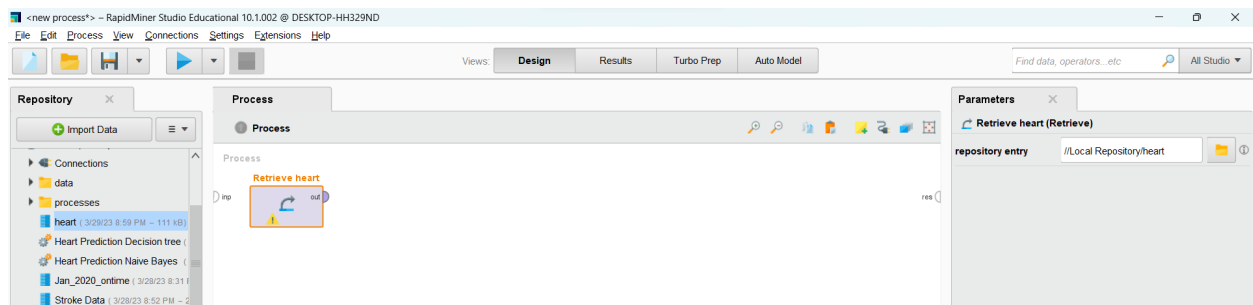 <new process*> – RapidMiner Studio Educational 10.1.002 @ DESKTOP-HH329ND
File Edit Process View Connections Settings Extensions Help
Views: Design Results Turbo Prep Auto Model Find data, operators...etc All Studio
Repository
Import Data
Connections
data
processes
heart ( 3/29/23 8:59 PM – 111 kB)
Heart Prediction Decision tree (
Heart Prediction Naive Bayes (
Jan_2020_ontime ( 3/28/23 8:31
Stroke Data ( 3/28/23 8:52 PM – 2
Process
Process
Process
Retrieve heart
inp
out
res
Parameters
Retrieve heart (Retrieve)
repository entry //Local Repository/heart